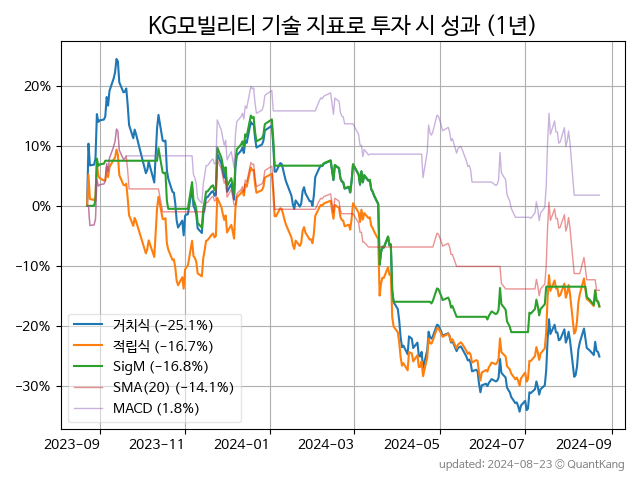 KG모빌리티 기술 지표로 투자 시 성과 (1년)
20%
10%
0%
−10%
−20%
−30%
거치식 (−25.1%)
적립식 (−16.7%)
SigM (−16.8%)
SMA(20) (−14.1%)
MACD (1.8%)
2023-09 2023-11 2024-01 2024-03 2024-05 2024-07 2024-09
updated: 2024-08-23 © QuantKang